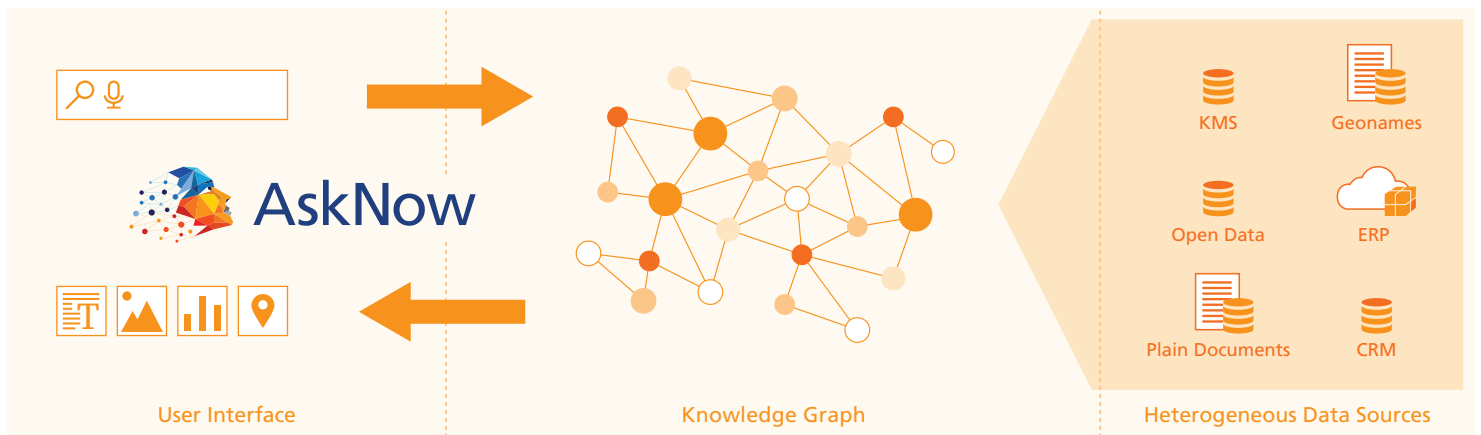 AskNow
T
User Interface
Knowledge Graph
KMS
Geonames
Open Data
ERP
Plain Documents
CRM
Heterogeneous Data Sources